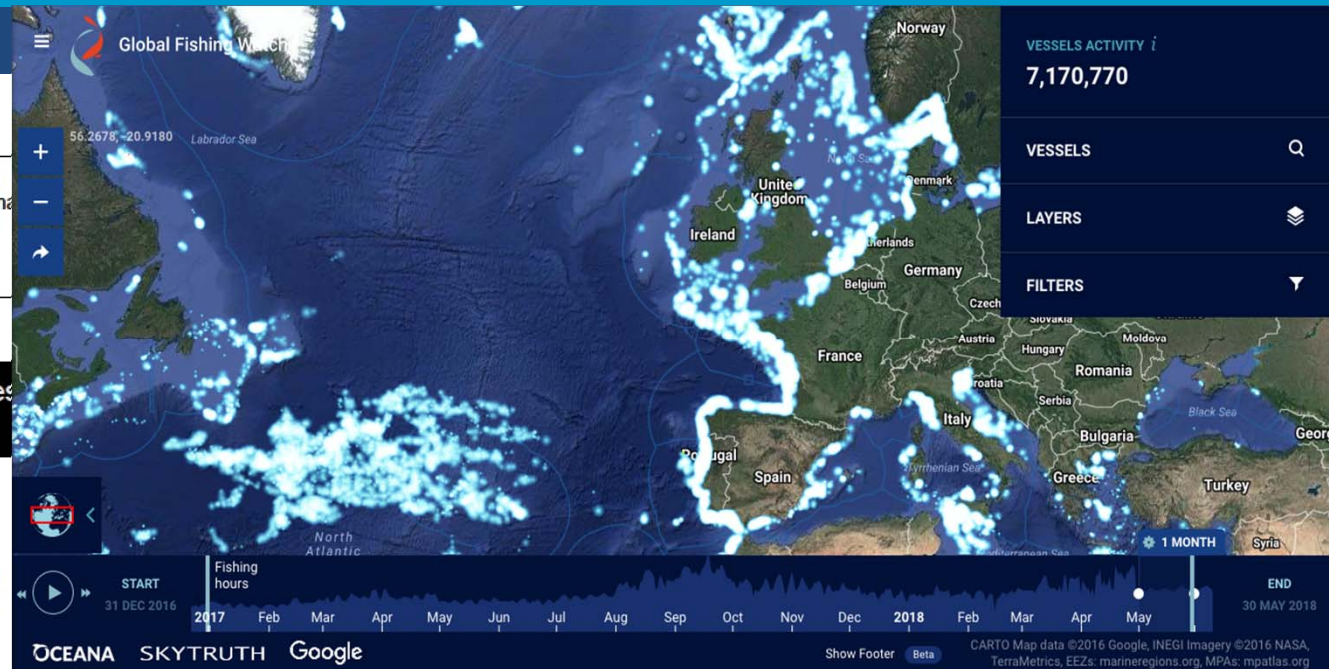 Global Fishing Watch
56.2678, -20.9180
Labrador Sea
Norway
VESSELS ACTIVITY i
7,170,770
VESSELS
LAYERS
FILTERS
North Sea
Denmark
United
Kingdom
Ireland
Germany
Belgium
Czech
Slovakia
Austria
Hungary
Moldova
France
Romania
Serbia
Italy
Bulgaria
Black Sea
Portugal
Spain
Tyrrhenian Sea
Greece
Turkey
North
Atlantic
Mediterranean Sea
Syria
1 MONTH
Fishing
hours
START
31 DEC 2016
END
30 MAY 2018
2017 Feb Mar Apr May Jun Jul Aug Sep Oct Nov Dec 2018 Feb Mar Apr May
OCEANA SKYTRUTH Google
Show Footer Beta
CARTO Map data ©2016 Google, INEGI Imagery ©2016 NASA,
TerraMetrics, EEZs: marineregions.org, MPAs: mpatlas.org